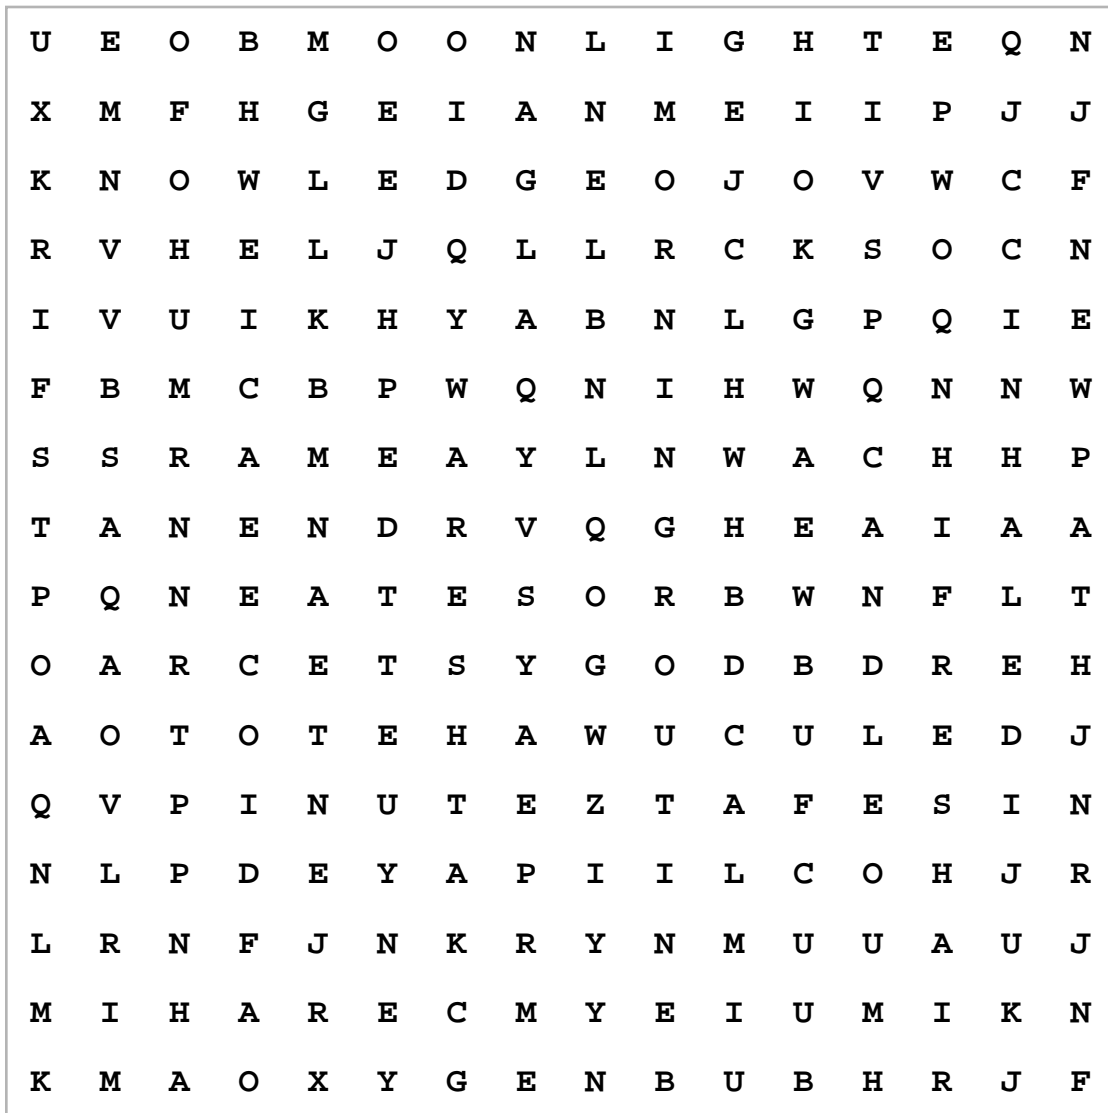 U E O B M O O N L I G H T E Q N
X M F H G E I A N M E I I P J J
K N O W L E D G E O J O V W C F
R V H E L J Q L L R C K S O C N
I V U I K H Y A B N L G P Q I E
F B M C B P W Q N I H W Q N N W
S S R A M E A Y L N W A C H H P
T A N E N D R V Q G H E A I A A
P Q N E A T E S O R B W N F L T
O A R C E T S Y G O D B D R E H
A O T O T E H A W U C U L E D J
Q V P I N U T E Z T A F E S I N
N L P D E Y A P I I L C O H J R
L R N F J N K R Y N M U U A U J
M I H A R E C M Y E I U M I K N
K M A O X Y G E N B U B H R J F